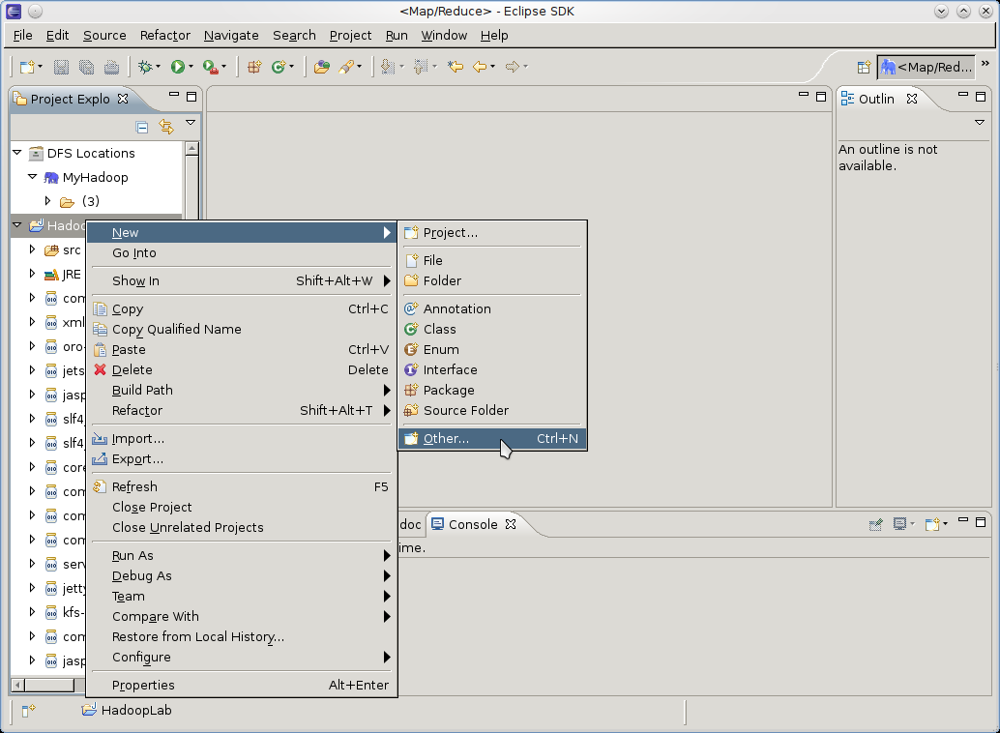 <Map/Reduce> - Eclipse SDK
File Edit Source Refactor Navigate Search Project Run Window Help
<Map/Red... »
Project Explo
Outlin
DFS Locations
MyHadoop
(3)
Hadoo
src
JRE
com
xml
oro-
jets
jasp
slf4
slf4
core
com
com
com
serv
jetty
kfs-
com
jasp
An outline is not
available.
New
Go Into
Show In Shift+Alt+W
Copy Ctrl+C
Copy Qualified Name
Paste Ctrl+V
Delete Delete
Build Path
Refactor Shift+Alt+T
Import...
Export...
Refresh F5
Close Project
Close Unrelated Projects
Run As
Debug As
Team
Compare With
Restore from Local History...
Configure
Properties Alt+Enter
Project...
File
Folder
Annotation
Class
Enum
Interface
Package
Source Folder
Other... Ctrl+N
doc Console
ime.
HadoopLab